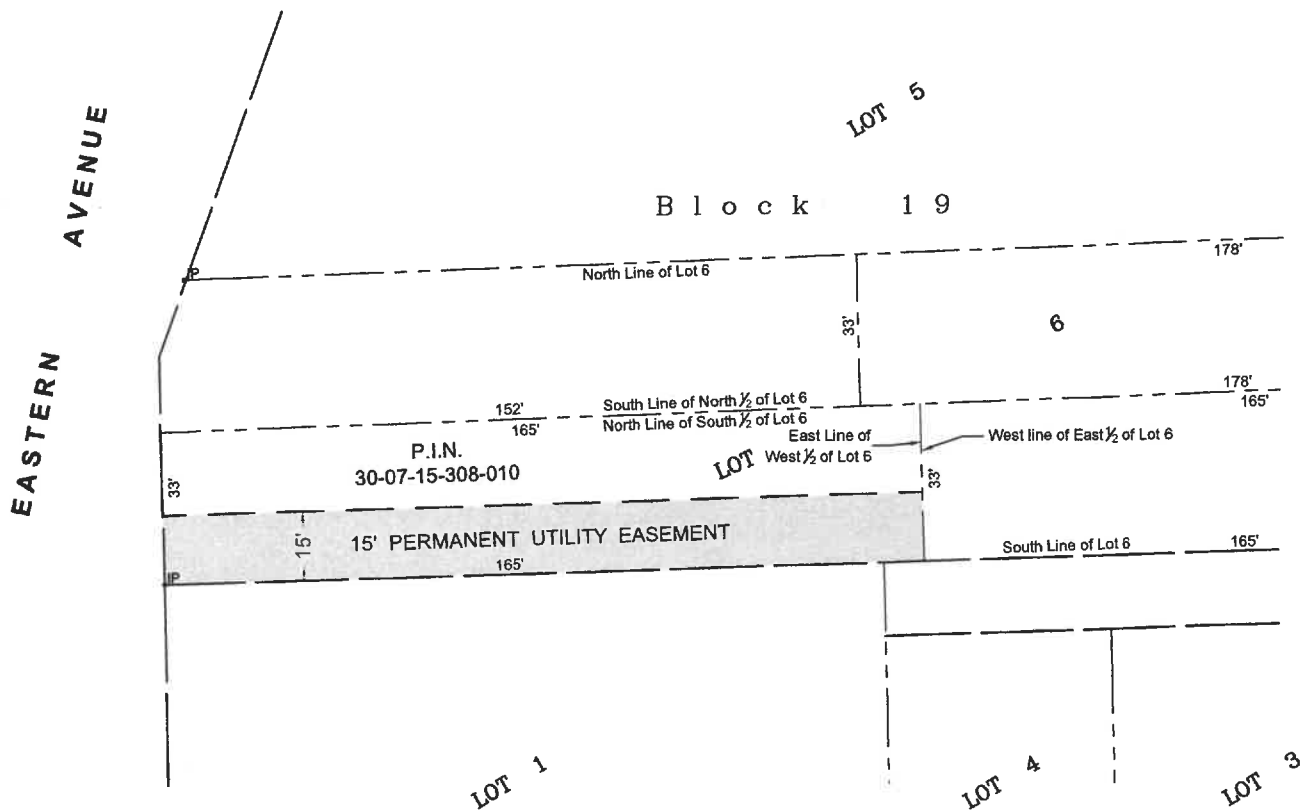 EASTERN AVENUE
LOT 5
Block 19
IP
North Line of Lot 6
178'
33'
6
152'
South Line of North ½ of Lot 6
178'
165'
North Line of South ½ of Lot 6
165'
P.I.N.
30-07-15-308-010
LOT
East Line of
West ½ of Lot 6
West line of East ½ of Lot 6
33'
33'
15'
15' PERMANENT UTILITY EASEMENT
South Line of Lot 6
165'
IP
165'
LOT 1
LOT 4
LOT 3